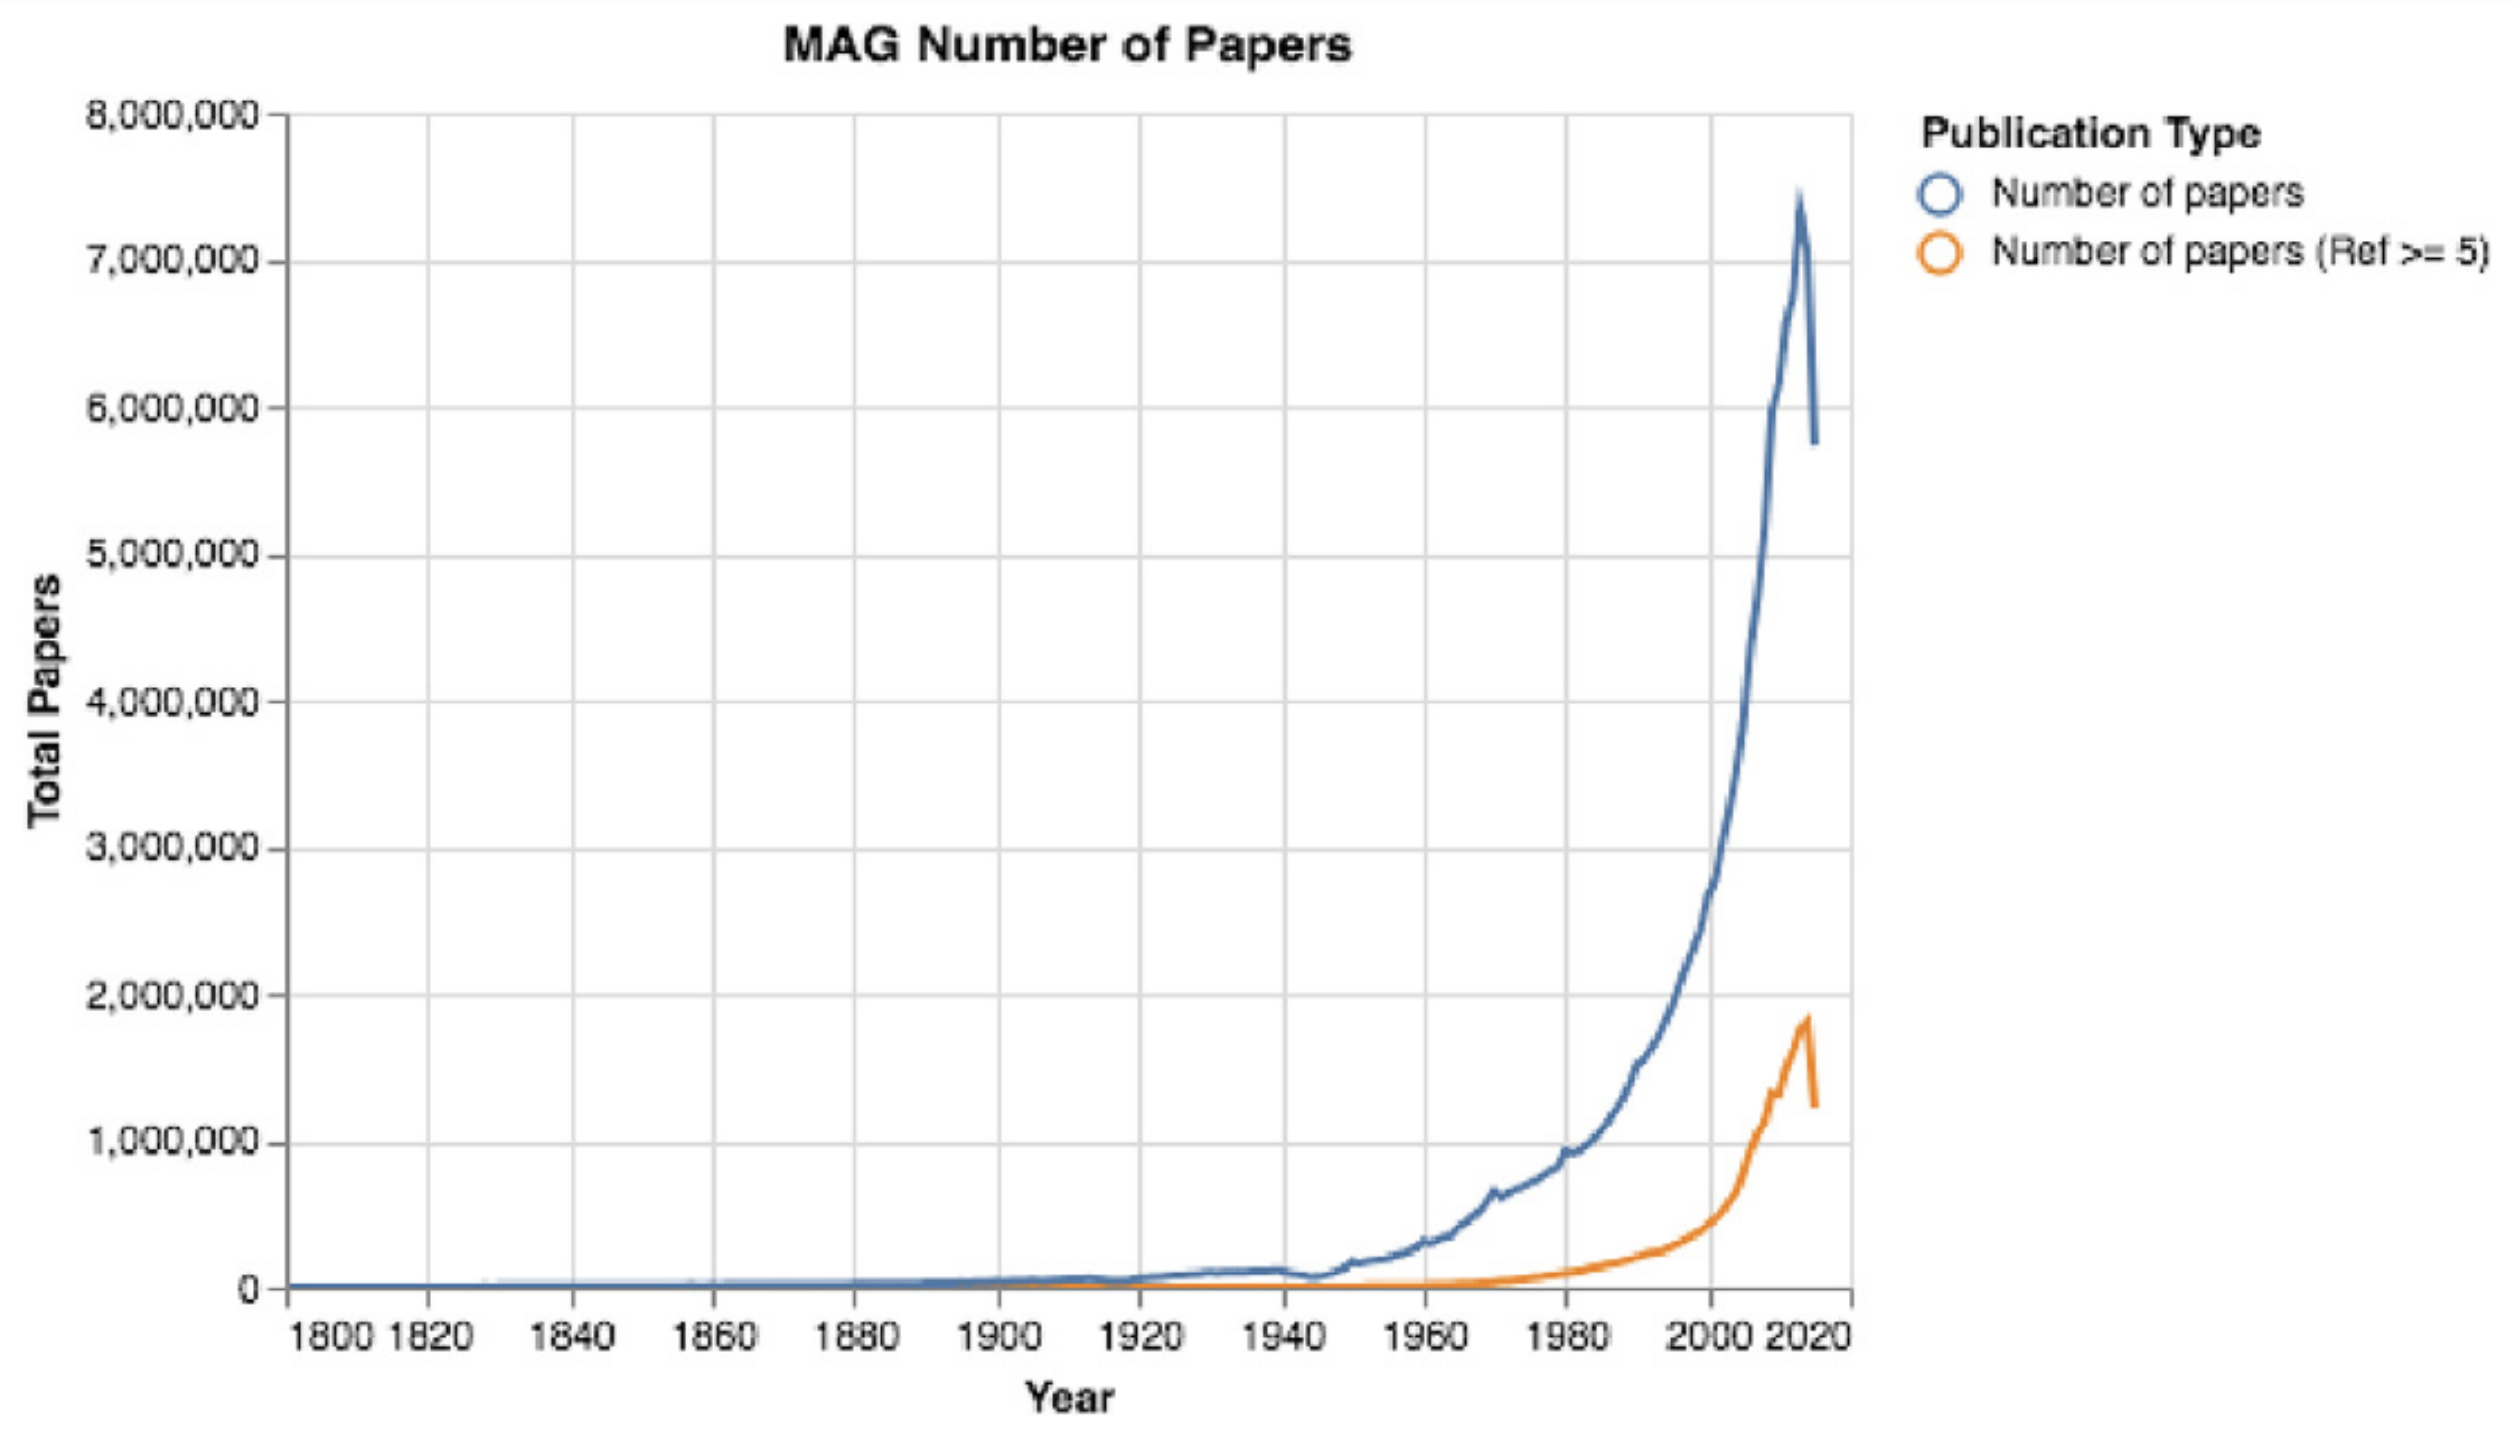 MAG Number of Papers
8,000,000
7,000,000
6,000,000
5,000,000
4,000,000
3,000,000
2,000,000
1,000,000
0
Total Papers
1800 1820 1840 1860 1880 1900 1920 1940 1960 1980 2000 2020
Year
Publication Type
Number of papers
Number of papers (Ref >= 5)